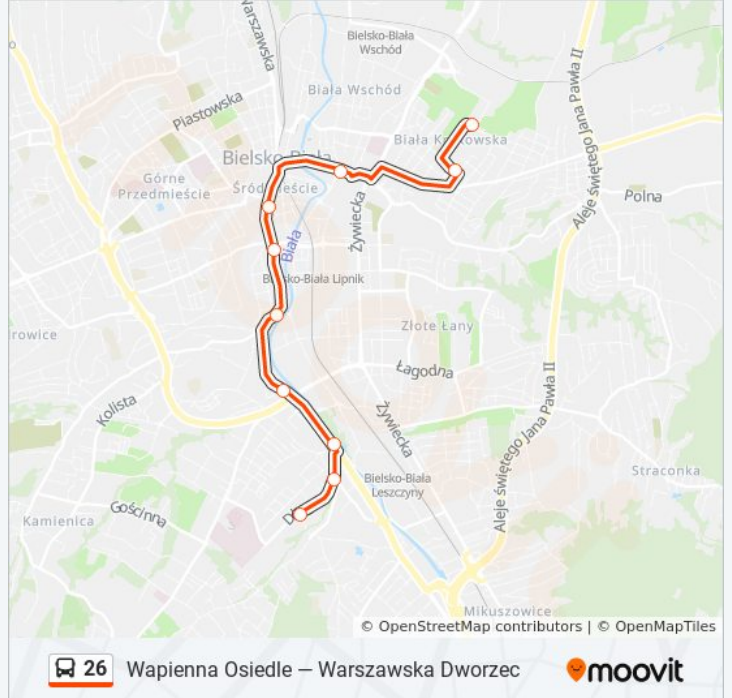 Warszawska
Bielsko-Biała
Wschód
Biała Wschód
Piastowska
Biała Krakowska
Bielsko-Biała
Górne
Przedmieście
Śródmieście
Aleje świętego Jana Pawła II
Polna
Żywiecka
Biała
Bielsko-Biała Lipnik
Złote Łany
Łagodna
Kolista
Żywiecka
Aleje świętego Jana Pawła II
Straconka
Bielsko-Biała
Leszczyny
Gościnna
Kamienica
Mikuszowice
© OpenStreetMap contributors | © OpenMapTiles
26 Wapienna Osiedle — Warszawska Dworzec
moovit